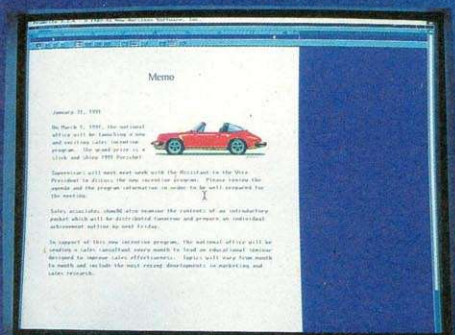 New Horizons Software, Inc.
Memo
January 31, 1991
On March 1, 1991, the national
office will be launching a new
and exciting sales incentive
program. The grand prize is a
sleek and shiny 1991 Porsche!
Supervisors will meet next week with the Assistant to the Vice
President to discuss the new incentive program. Please review the
agenda and the program information in order to be well prepared for
the meeting.
Sales associates should also examine the contents of an introductory
packet which will be distributed tomorrow and prepare an individual
achievement outline by next Friday.
In support of this new incentive program, the national office will be
sending a sales consultant every month to lead an educational seminar
designed to improve sales effectiveness. Topics will vary from month
to month and include the most recent developments in marketing and
sales research.